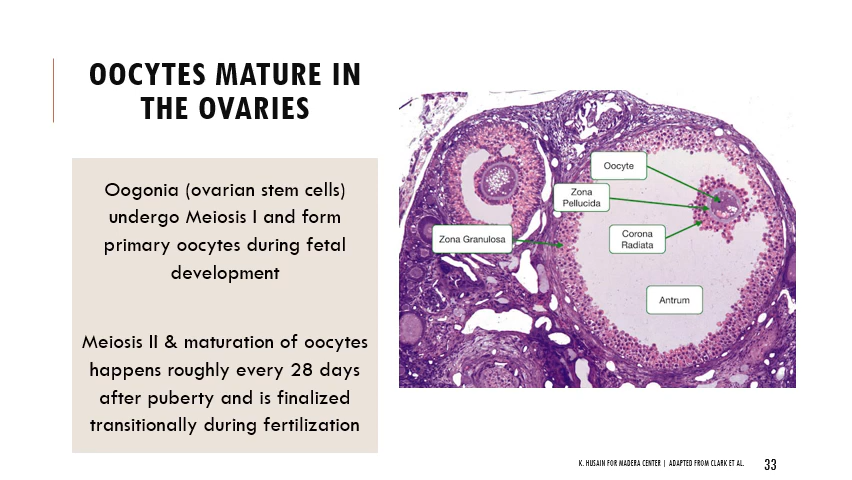 OOCYTES MATURE IN
THE OVARIES
Oogonia (ovarian stem cells)
undergo Meiosis I and form
primary oocytes during fetal
development
Meiosis II & maturation of oocytes
happens roughly every 28 days
after puberty and is finalized
transitionally during fertilization
Oocyte
Zona
Pellucida
Zona Granulosa
Corona
Radiata
Antrum
K. HUSAIN FOR MADERA CENTER | ADAPTED FROM CLARK ET AL.
33